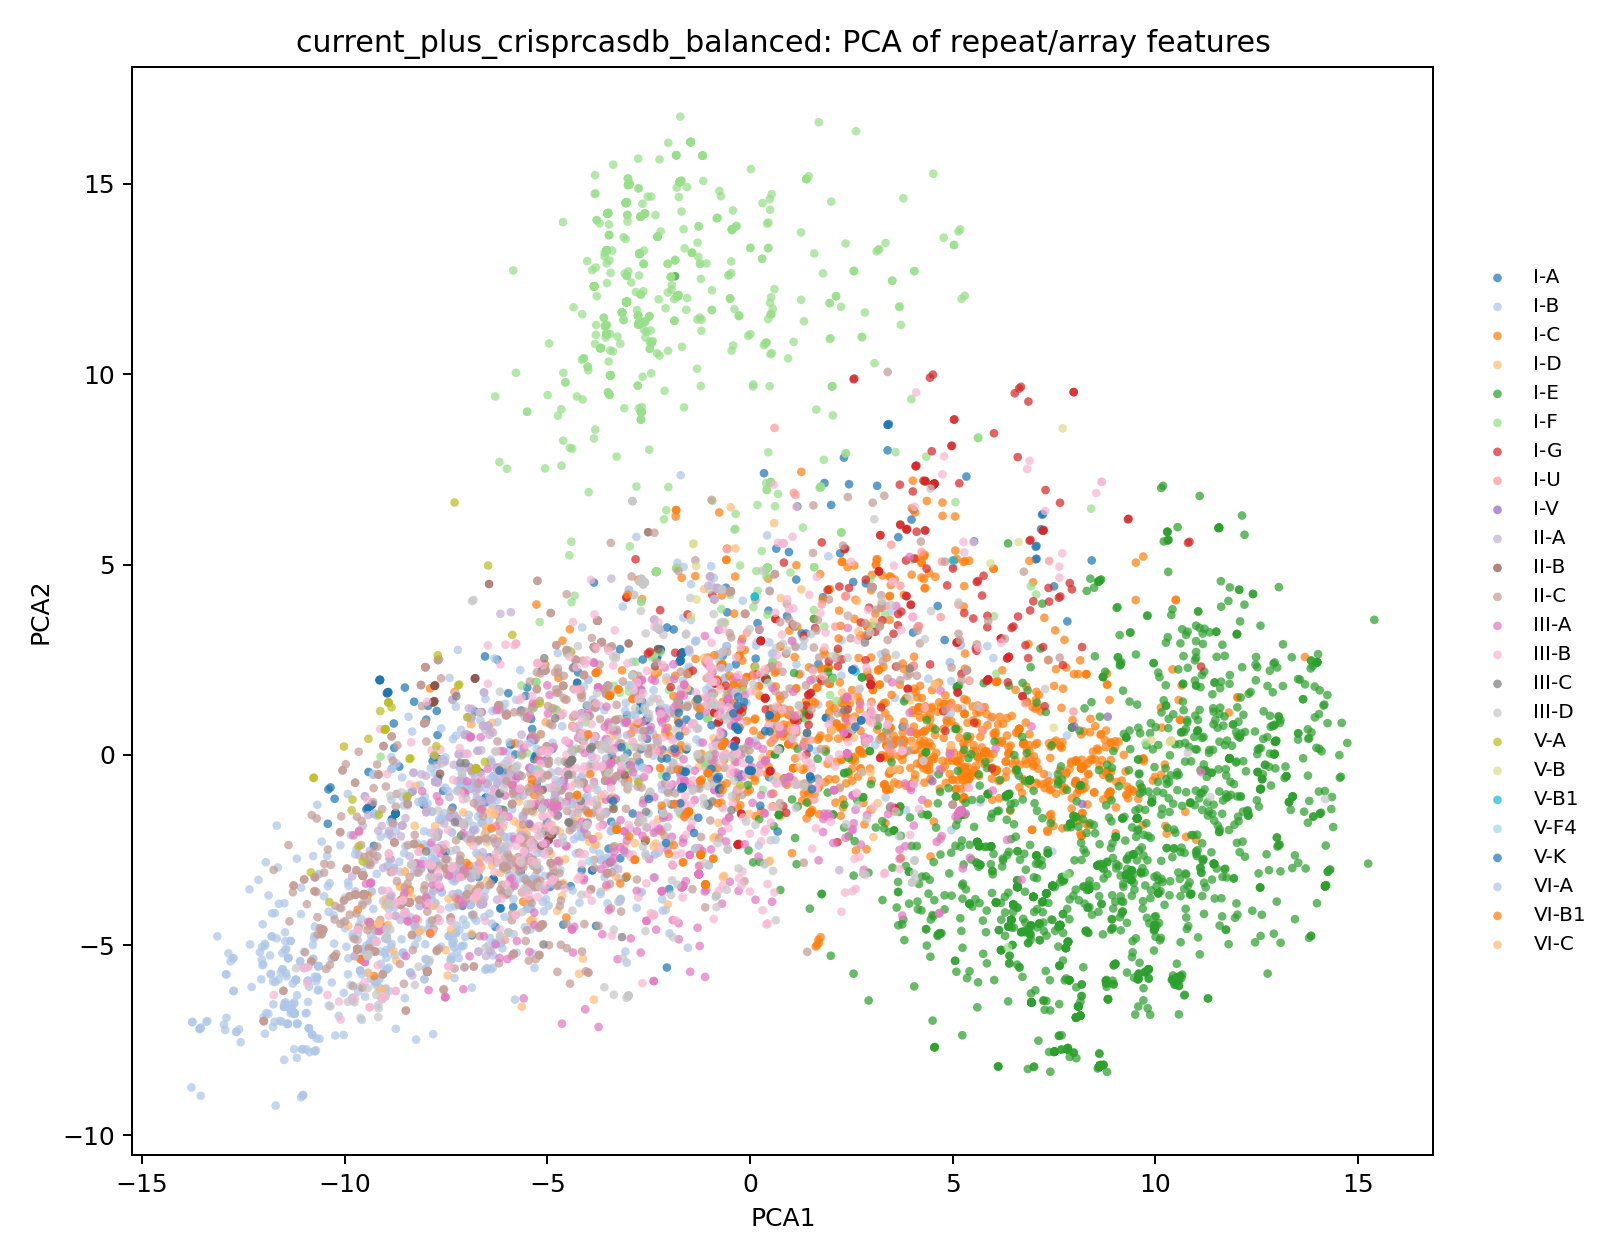 current_plus_crisprcasdb_balanced: PCA of repeat/array features
15
10
5
0
−5
−10
PCA2
−15
−10
−5
0
5
10
15
PCA1
I-A
I-B
I-C
I-D
I-E
I-F
I-G
I-U
I-V
II-A
II-B
II-C
III-A
III-B
III-C
III-D
V-A
V-B
V-B1
V-F4
V-K
VI-A
VI-B1
VI-C